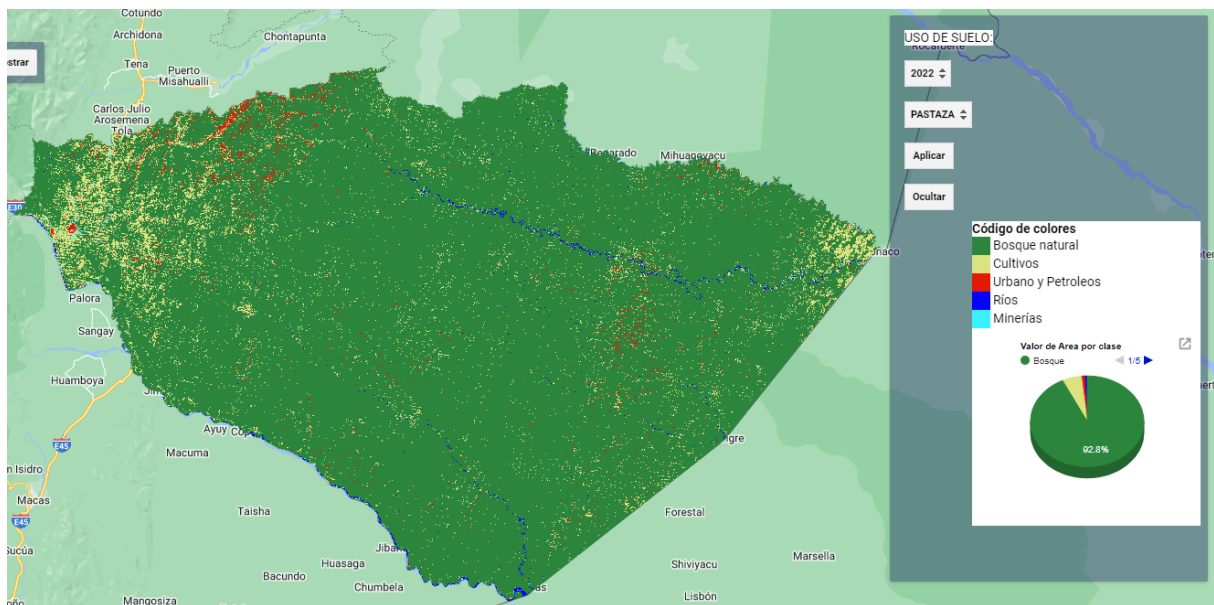 Cotundo
Archidona
Chontapunta
Tena
Puerto
Misahuallí
Carlos Julio
Arosemena
Tola
strar
E30
Palora
Sangay
Huamboya
E45
Macuma
n Isidro
Macas
E45
Sucúa
Taisha
Huasaga
Bacundo
Chumbela
Mangosiza
Mihuapoyacu
Forestal
Shiviyacu
Marsella
Lisbón
USO DE SUELO:
Rocafuerte
2022
PASTAZA
Aplicar
Ocultar
Código de colores
Bosque natural
Cultivos
Urbano y Petroleos
Ríos
Minerías
Valor de Area por clase
Bosque
1/5
92.8%